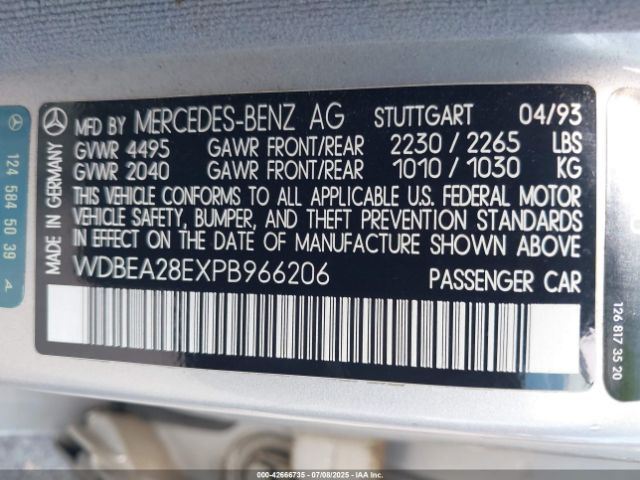 MFD BY MERCEDES-BENZ AG STUTTGART 04/93
GVWR 4495 GAWR FRONT/REAR 2230 / 2265 LBS
GVWR 2040 GAWR FRONT/REAR 1010 / 1030 KG
THIS VEHICLE CONFORMS TO ALL APPLICABLE U.S. FEDERAL MOTOR
VEHICLE SAFETY, BUMPER, AND THEFT PREVENTION STANDARDS
IN EFFECT ON THE DATE OF MANUFACTURE SHOWN ABOVE
WDBEA28EXPB966206 PASSENGER CAR
MADE IN GERMANY
124 584 50 39 A
126 817 35 20
000-42666735 - 07/08/2025 - IAAI.COM